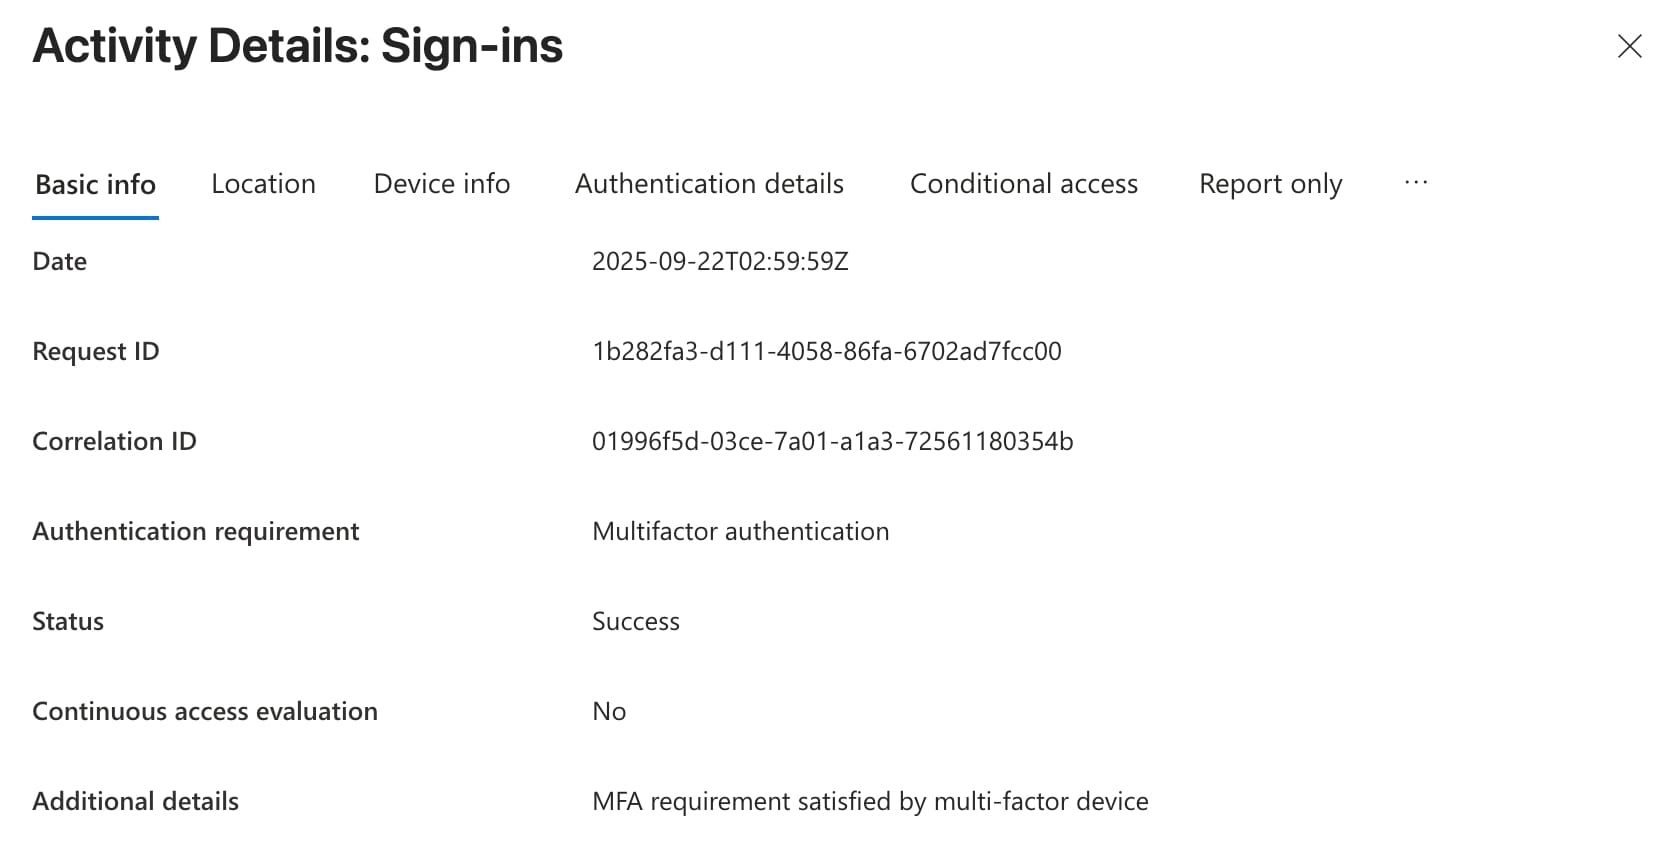 Activity Details: Sign-ins
Basic info Location Device info Authentication details Conditional access Report only ...
Date 2025-09-22T02:59:59Z
Request ID 1b282fa3-d111-4058-86fa-6702ad7fcc00
Correlation ID 01996f5d-03ce-7a01-a1a3-72561180354b
Authentication requirement Multifactor authentication
Status Success
Continuous access evaluation No
Additional details MFA requirement satisfied by multi-factor device